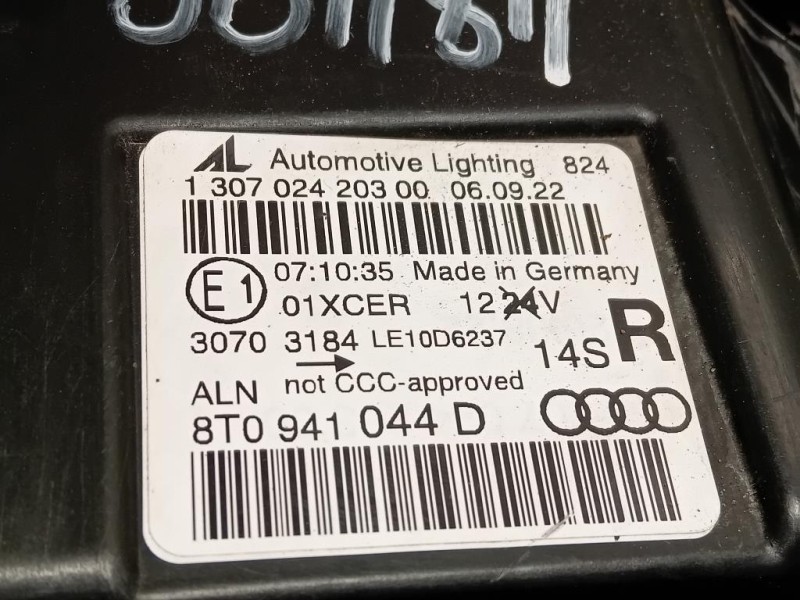 AL Automotive Lighting 824
1 307 024 203 00 06.09.22
07:10:35 Made in Germany
E1 01XCER 12 24V R
3070 3184 LE10D6237 14S
ALN not CCC-approved
8T0 941 044 D